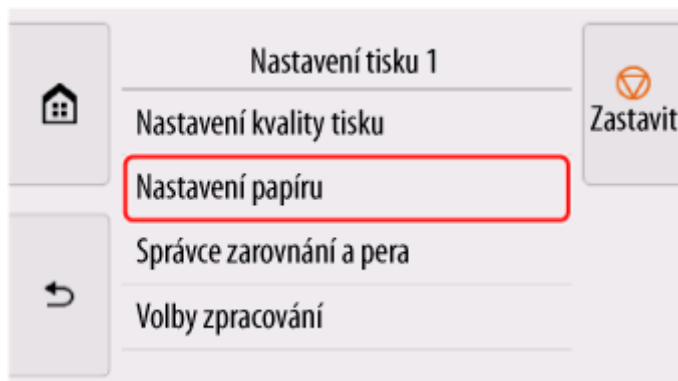 Nastavení tisku 1
Nastavení kvality tisku
Zastavit
Nastavení papíru
Správce zarovnání a pera
Volby zpracování